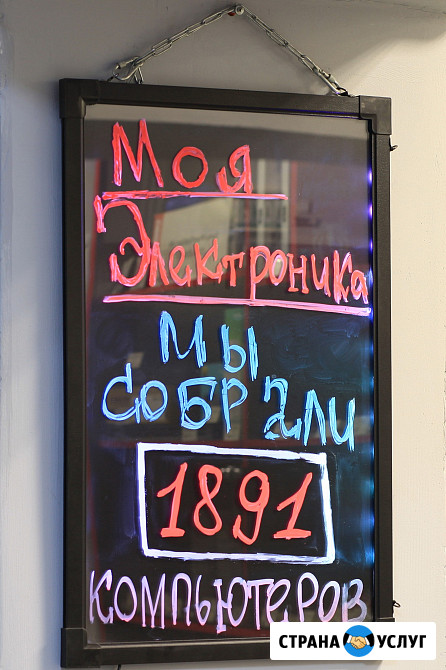 Моя
Электроника
Мы
СОБРАЛИ
1891
КОМПЬЮТЕРОВ
СТРАНА УСЛУГ